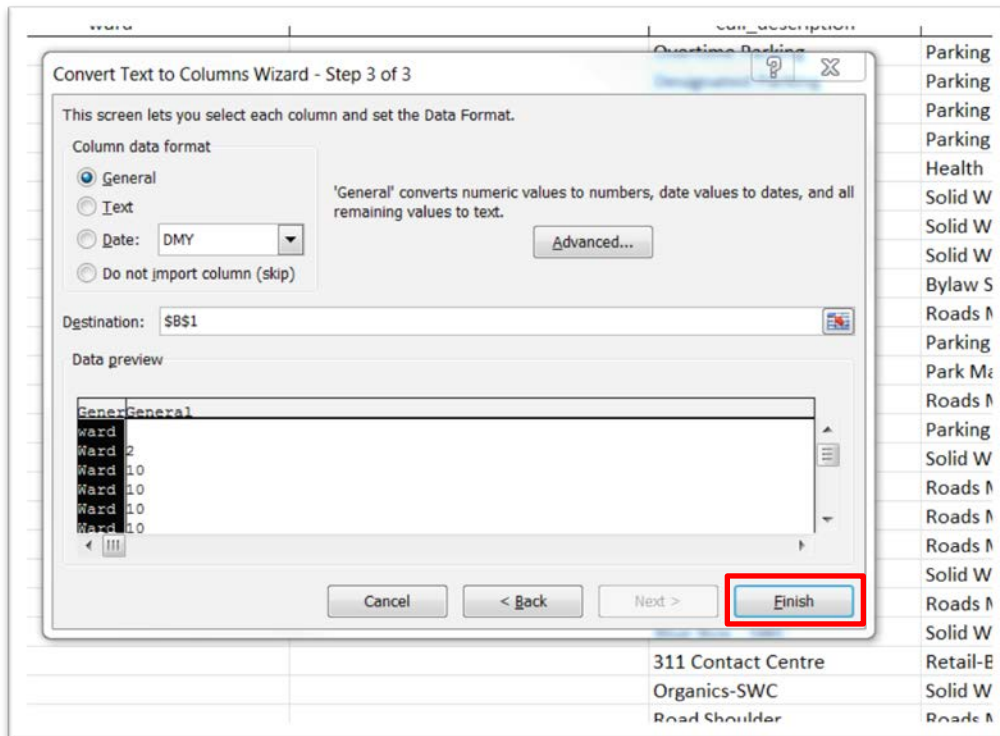 ward call_description
Overtime Parking Parking
Convert Text to Columns Wizard - Step 3 of 3
Designated Parking Parking
This screen lets you select each column and set the Data Format.
Parking
Column data format
Parking
General
Health
'General' converts numeric values to numbers, date values to dates, and all
remaining values to text.
Text
Solid W
Solid W
Date: DMY
Advanced...
Solid W
Do not import column (skip)
Bylaw S
Destination: $B$1
Roads M
Parking
Data preview
Park Ma
Roads M
GenerGeneral
ward
Parking
Ward 2
Solid W
Ward 10
Roads M
Ward 10
Roads M
Ward 10
Ward 10
Roads M
Solid W
Cancel < Back Next > Finish
Roads M
Solid W
311 Contact Centre Retail-B
Organics-SWC Solid W
Road Shoulder Roads M